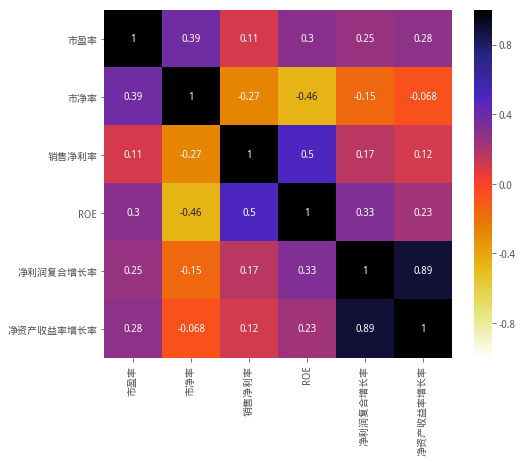 市盈率 1 0.39 0.11 0.3 0.25 0.28
市净率 0.39 1 -0.27 -0.46 -0.15 -0.068
销售净利率 0.11 -0.27 1 0.5 0.17 0.12
ROE 0.3 -0.46 0.5 1 0.33 0.23
净利润复合增长率 0.25 -0.15 0.17 0.33 1 0.89
净资产收益率增长率 0.28 -0.068 0.12 0.23 0.89 1
市盈率
市净率
销售净利率
ROE
净利润复合增长率
净资产收益率增长率
0.8
0.4
0.0
-0.4
-0.8